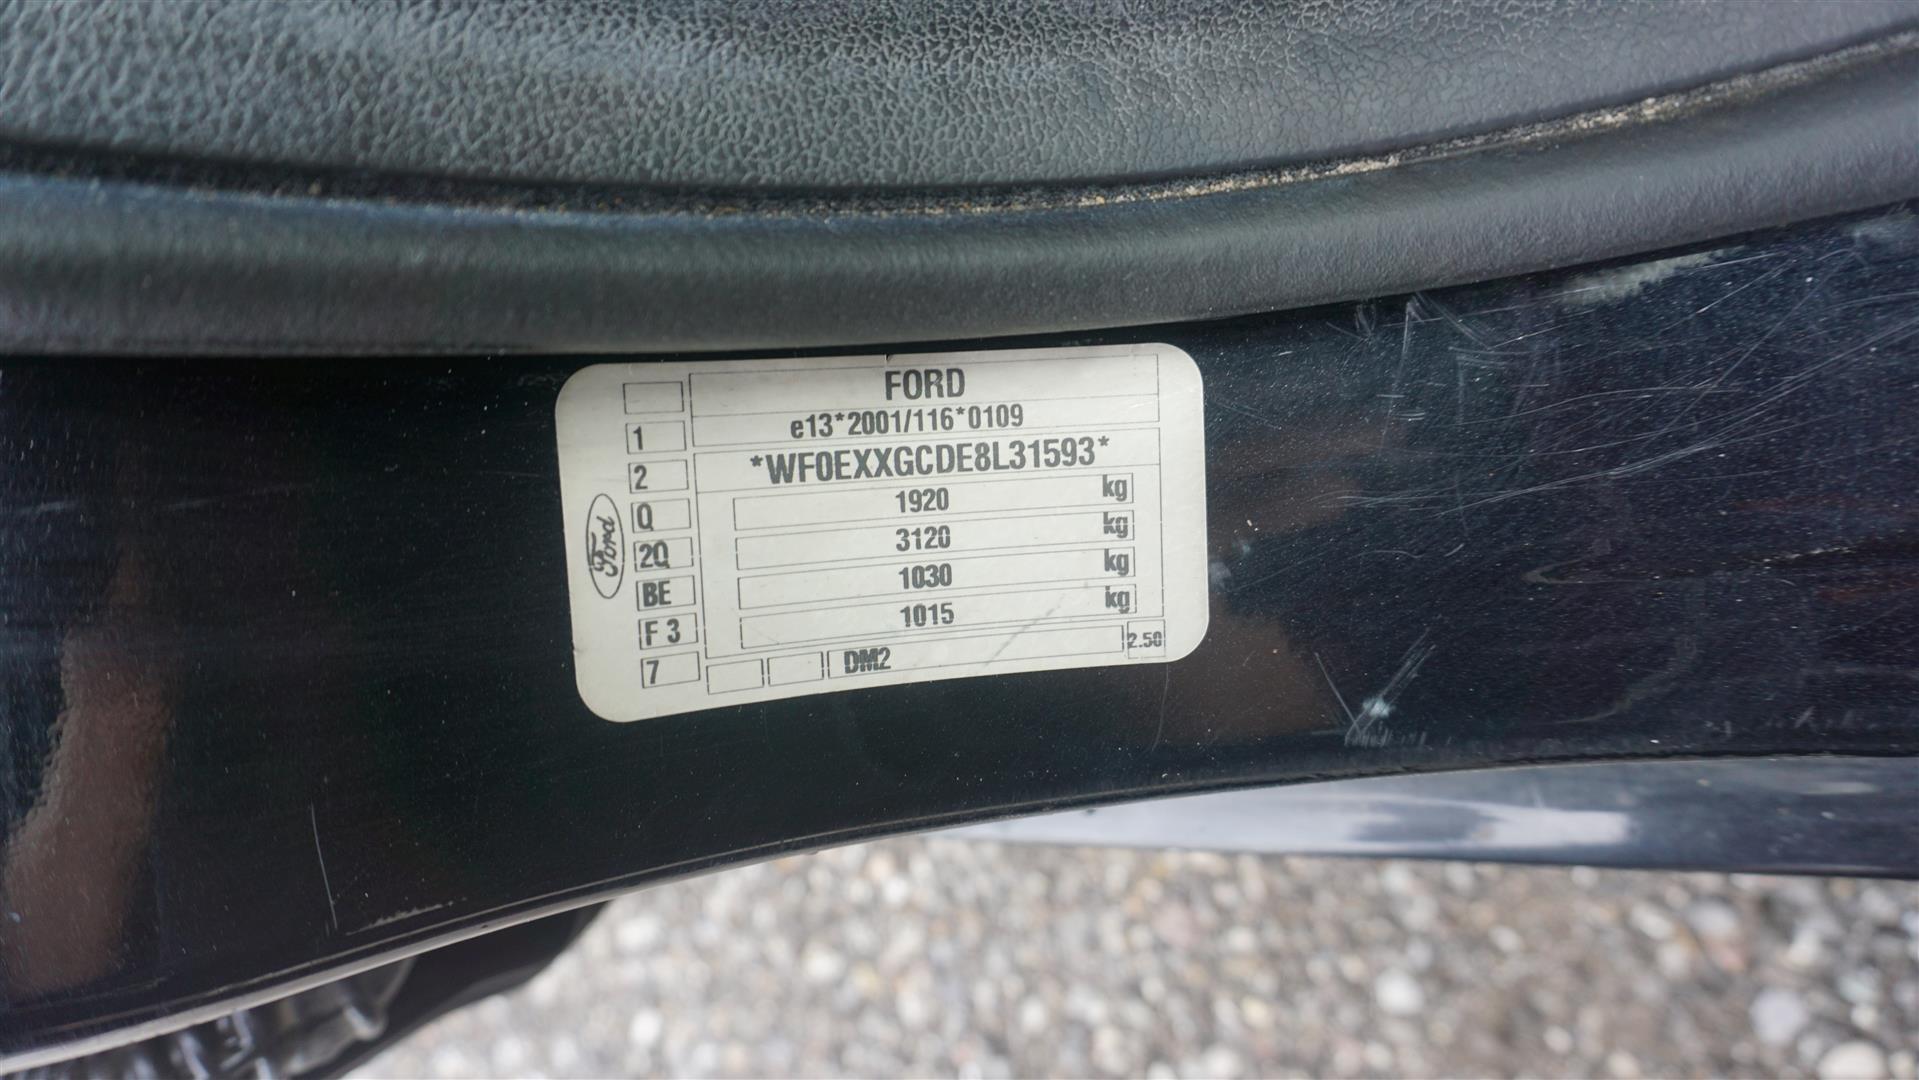 FORD
e13*2001/116*0109
1
*WF0EXXGCDE8L31593*
2
1920 kg
Q
3120 kg
2Q
1030 kg
BE
1015 kg
F 3
DM2 2.50
7
Ford